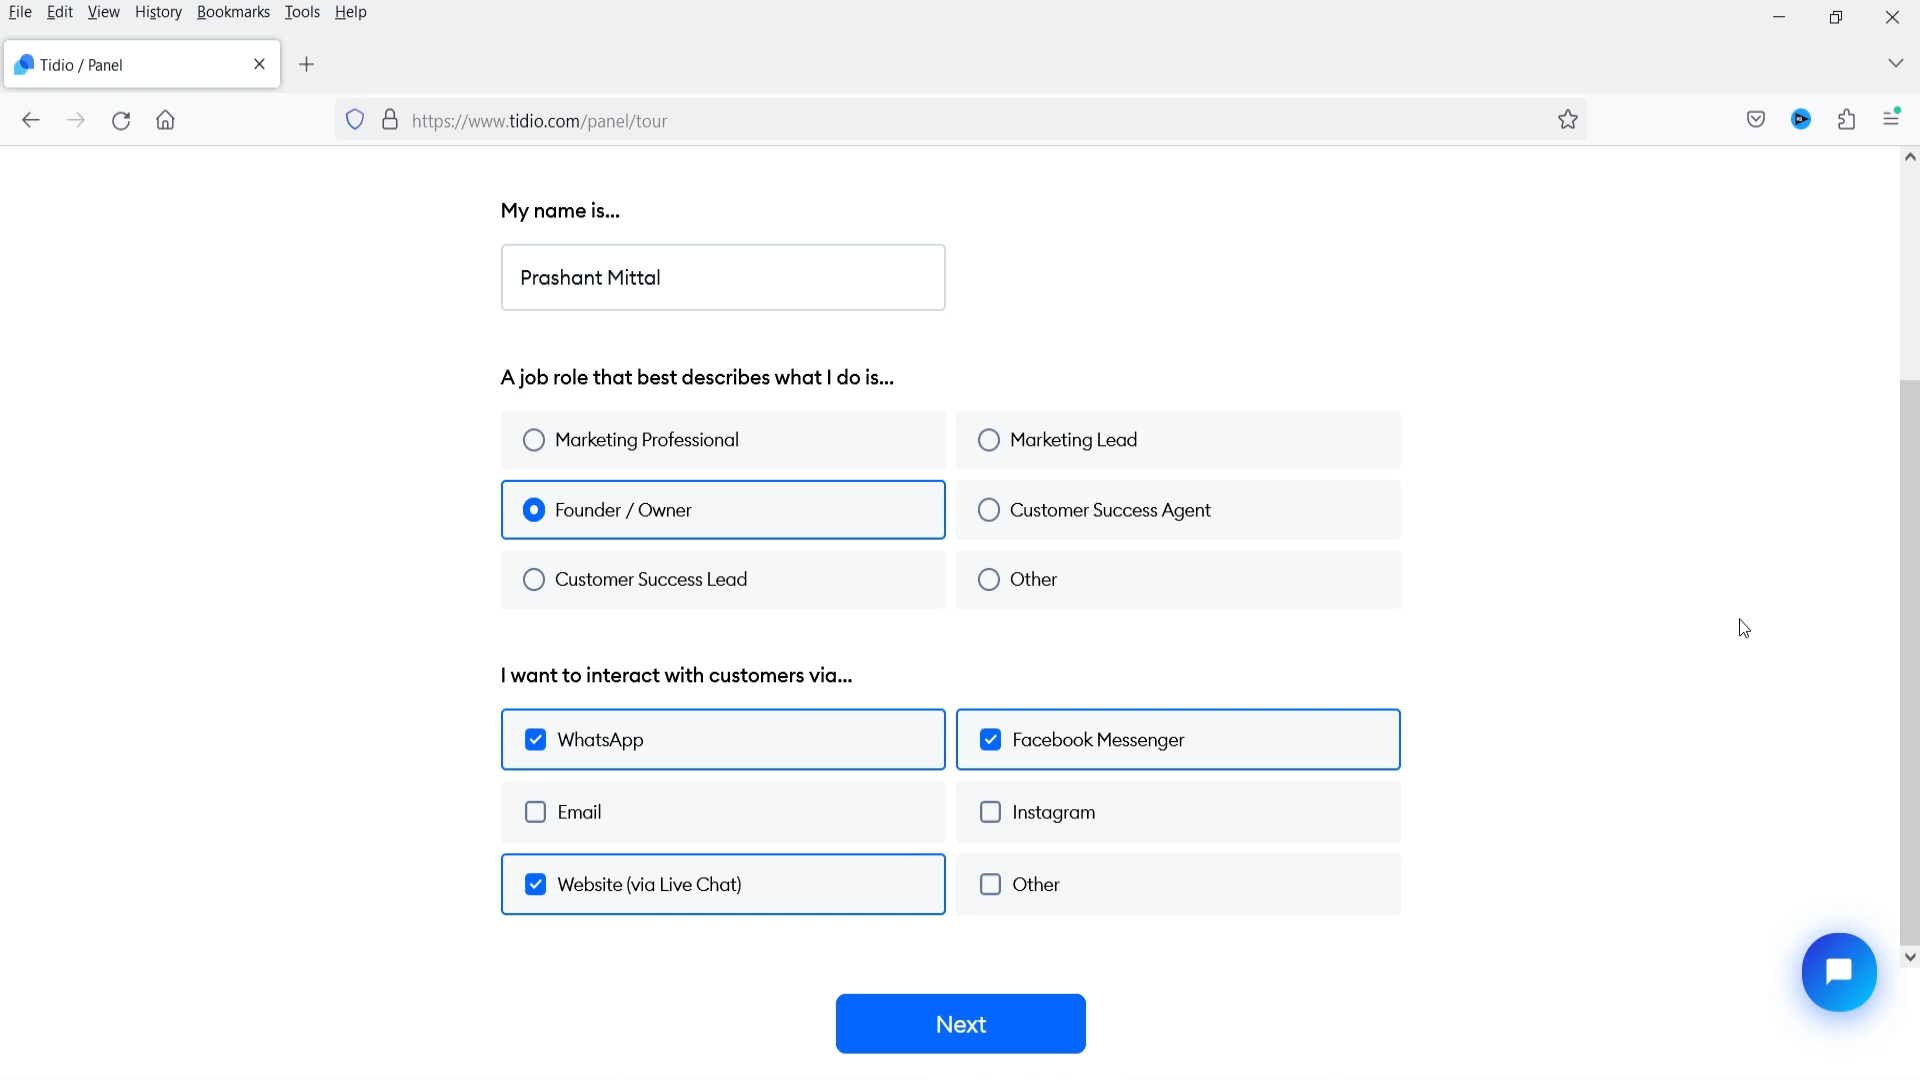 File Edit View History Bookmarks Tools Help
Tidio / Panel
https://www.tidio.com/panel/tour
My name is...
Prashant Mittal
A job role that best describes what I do is...
Marketing Professional
Marketing Lead
Founder / Owner
Customer Success Agent
Customer Success Lead
Other
I want to interact with customers via...
WhatsApp
Facebook Messenger
Email
Instagram
Website (via Live Chat)
Other
Next